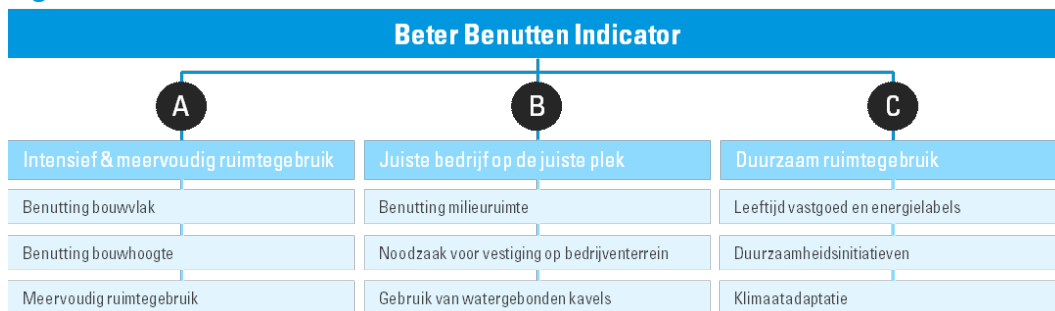 Beter Benutten Indicator
A
B
C
Intensief & meervoudig ruimtegebruik
Juiste bedrijf op de juiste plek
Duurzaam ruimtegebruik
Benutting bouwvlak
Benutting milieuruimte
Leeftijd vastgoed en energielabels
Benutting bouwhoogte
Noodzaak voor vestiging op bedrijventerrein
Duurzaamheidsinitiatieven
Meervoudig ruimtegebruik
Gebruik van watergebonden kavels
Klimaatadaptatie